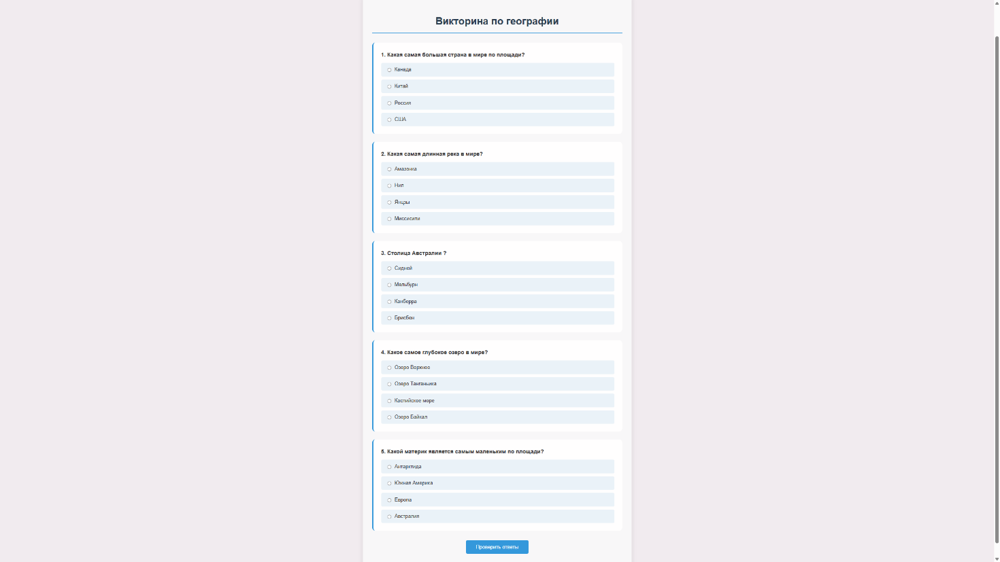 Викторина по географии
1. Какая самая большая страна в мире по площади?
Канада
Китай
Россия
США
2. Какая самая длинная река в мире?
Амазонка
Нил
Янцзы
Миссисипи
3. Столица Австралии ?
Сидней
Мельбурн
Канберра
Брисбен
4. Какое самое глубокое озеро в мире?
Озеро Верхнее
Озеро Танганьика
Каспийское море
Озеро Байкал
5. Какой материк является самым маленьким по площади?
Антарктида
Южная Америка
Европа
Австралия
Проверить ответы